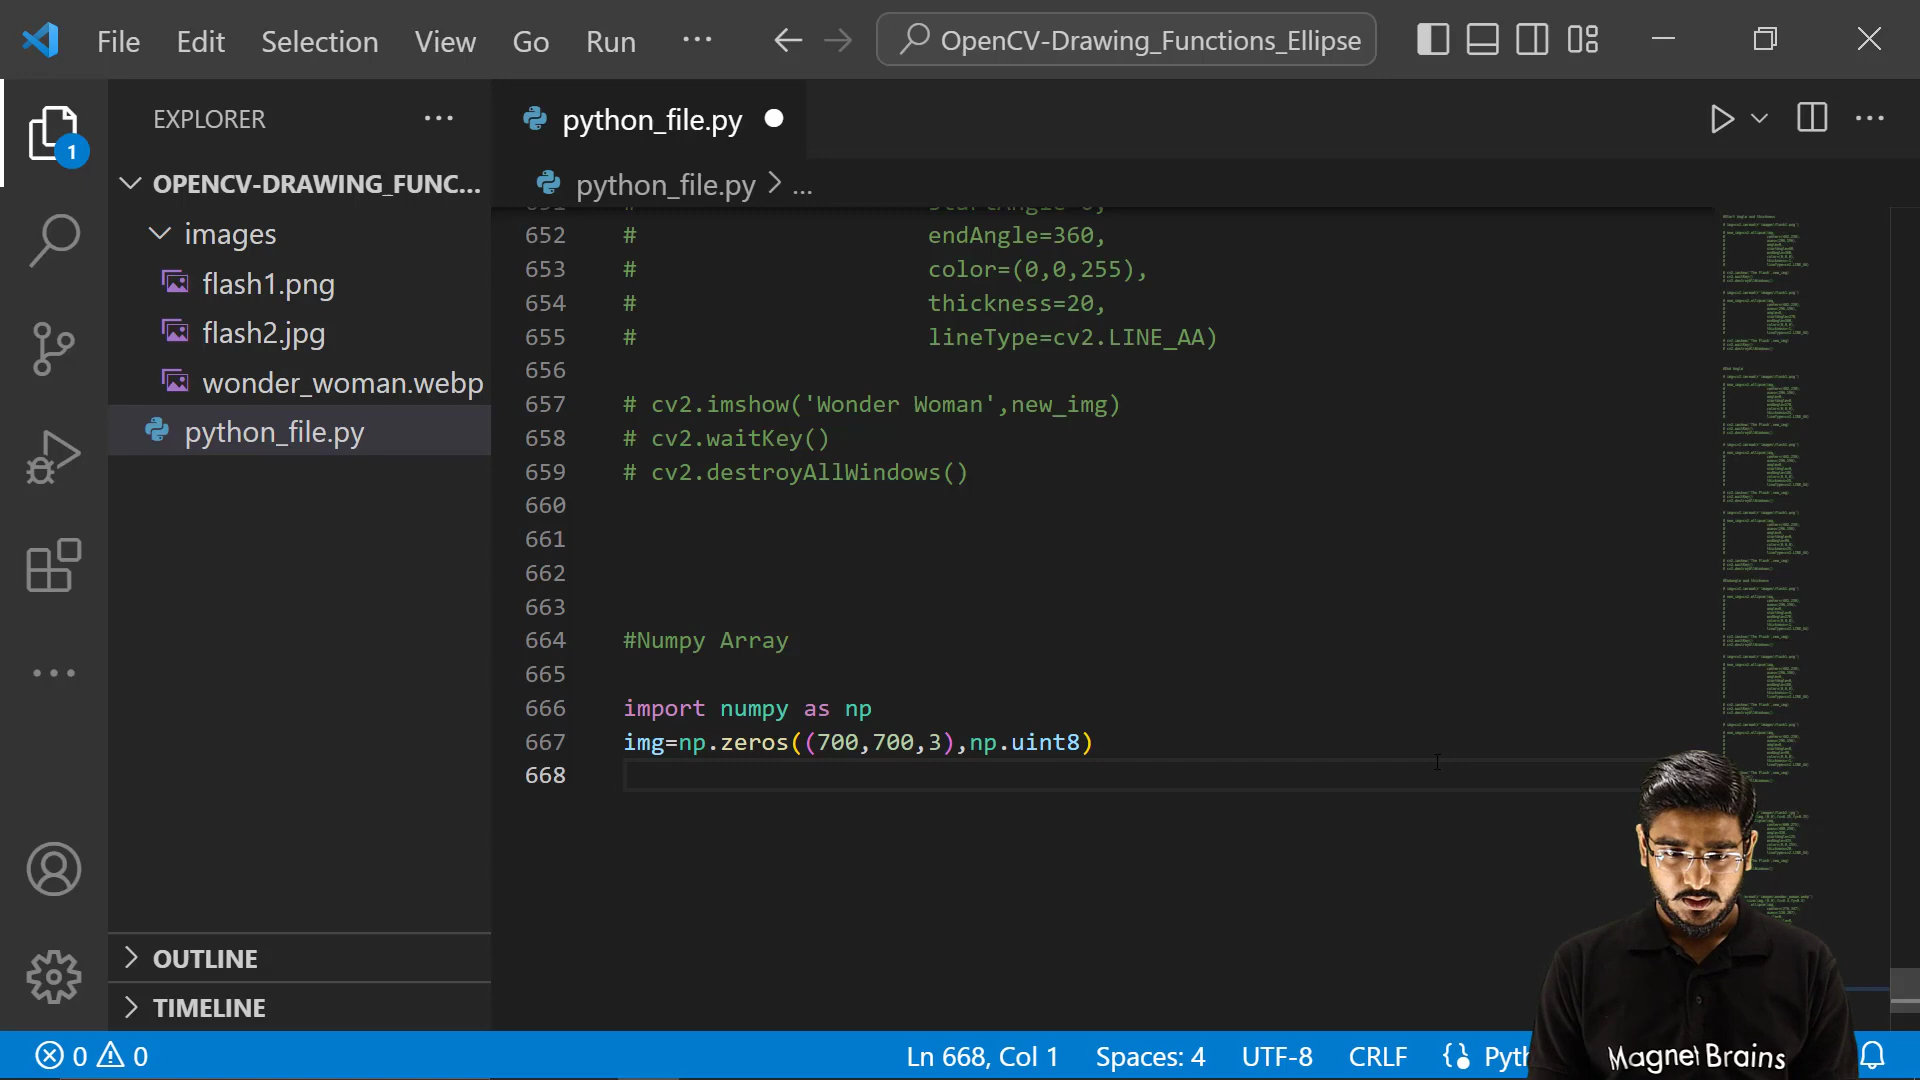 File Edit Selection View Go Run ... OpenCV-Drawing_Functions_Ellipse
EXPLORER ...
python_file.py
1
OPENCV-DRAWING_FUNC...
python_file.py > ...
images
flash1.png
flash2.jpg
wonder_woman.webp
python_file.py
652 # endAngle=360,
653 # color=(0,0,255),
654 # thickness=20,
655 # lineType=cv2.LINE_AA)
656
657 # cv2.imshow('Wonder Woman',new_img)
658 # cv2.waitKey()
659 # cv2.destroyAllWindows()
660
661
662
663
664 #Numpy Array
665
666 import numpy as np
667 img=np.zeros((700,700,3),np.uint8)
668
OUTLINE
TIMELINE
0 0 Ln 668, Col 1 Spaces: 4 UTF-8 CRLF
Magnet Brains